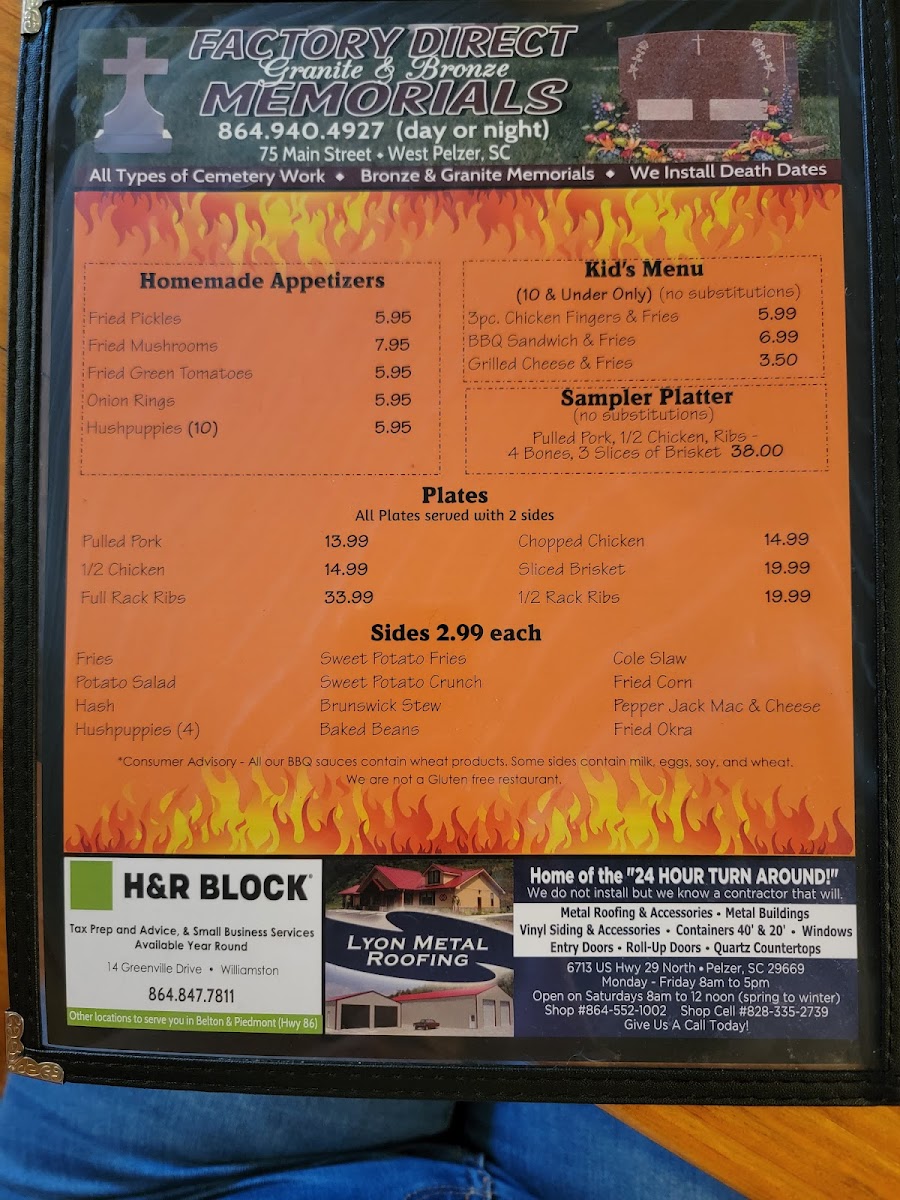 FACTORY DIRECT
Granite & Bronze
MEMORIALS
864.940.4927 (day or night)
75 Main Street • West Pelzer, SC
All Types of Cemetery Work • Bronze & Granite Memorials • We Install Death Dates
Homemade Appetizers
Fried Pickles 5.95
Fried Mushrooms 7.95
Fried Green Tomatoes 5.95
Onion Rings 5.95
Hushpuppies (10) 5.95
Kid's Menu
(10 & Under Only) (no substitutions)
3pc. Chicken Fingers & Fries 5.99
BBQ Sandwich & Fries 6.99
Grilled Cheese & Fries 3.50
Sampler Platter
(no substitutions)
Pulled Pork, 1/2 Chicken, Ribs -
4 Bones, 3 Slices of Brisket 38.00
Plates
All Plates served with 2 sides
Pulled Pork 13.99 Chopped Chicken 14.99
1/2 Chicken 14.99 Sliced Brisket 19.99
Full Rack Ribs 33.99 1/2 Rack Ribs 19.99
Sides 2.99 each
Fries Sweet Potato Fries Cole Slaw
Potato Salad Sweet Potato Crunch Fried Corn
Hash Brunswick Stew Pepper Jack Mac & Cheese
Hushpuppies (4) Baked Beans Fried Okra
*Consumer Advisory - All our BBQ sauces contain wheat products. Some sides contain milk, eggs, soy, and wheat.
We are not a Gluten free restaurant.
H&R BLOCK®
Tax Prep and Advice, & Small Business Services
Available Year Round
14 Greenville Drive • Williamston
864.847.7811
Other locations to serve you in Belton & Piedmont (Hwy 86)
LYON METAL
ROOFING
Home of the "24 HOUR TURN AROUND!"
We do not install but we know a contractor that will.
Metal Roofing & Accessories • Metal Buildings
Vinyl Siding & Accessories • Containers 40' & 20' • Windows
Entry Doors • Roll-Up Doors • Quartz Countertops
6713 US Hwy 29 North • Pelzer, SC 29669
Monday - Friday 8am to 5pm
Open on Saturdays 8am to 12 noon (spring to winter)
Shop #864-552-1002 Shop Cell #828-335-2739
Give Us A Call Today!